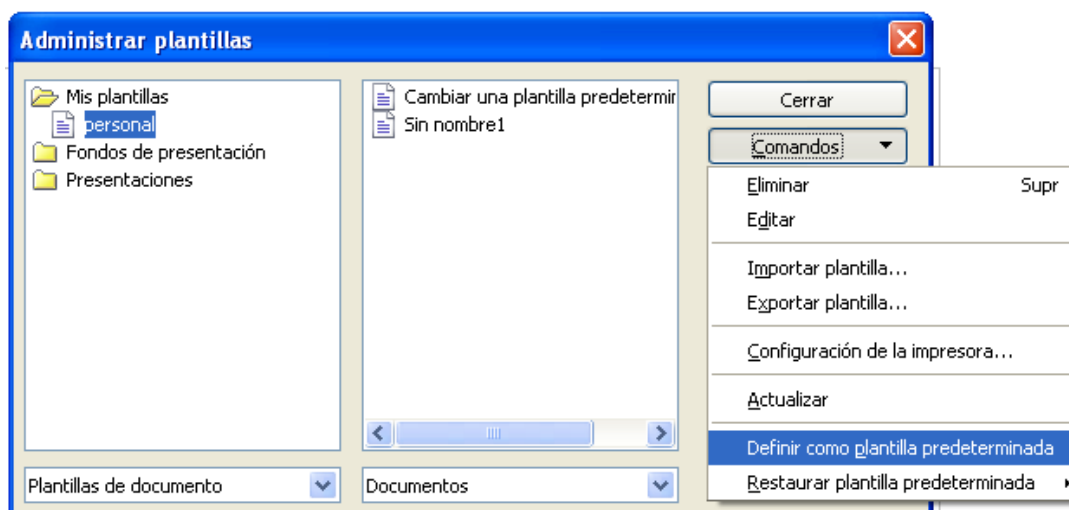 Administrar plantillas
Mis plantillas
personal
Fondos de presentación
Presentaciones
Plantillas de documento
Cambiar una plantilla predetermir
Sin nombre1
Documentos
Cerrar
Comandos
Eliminar Supr
Editar
Importar plantilla...
Exportar plantilla...
Configuración de la impresora...
Actualizar
Definir como plantilla predeterminada
Restaurar plantilla predeterminada